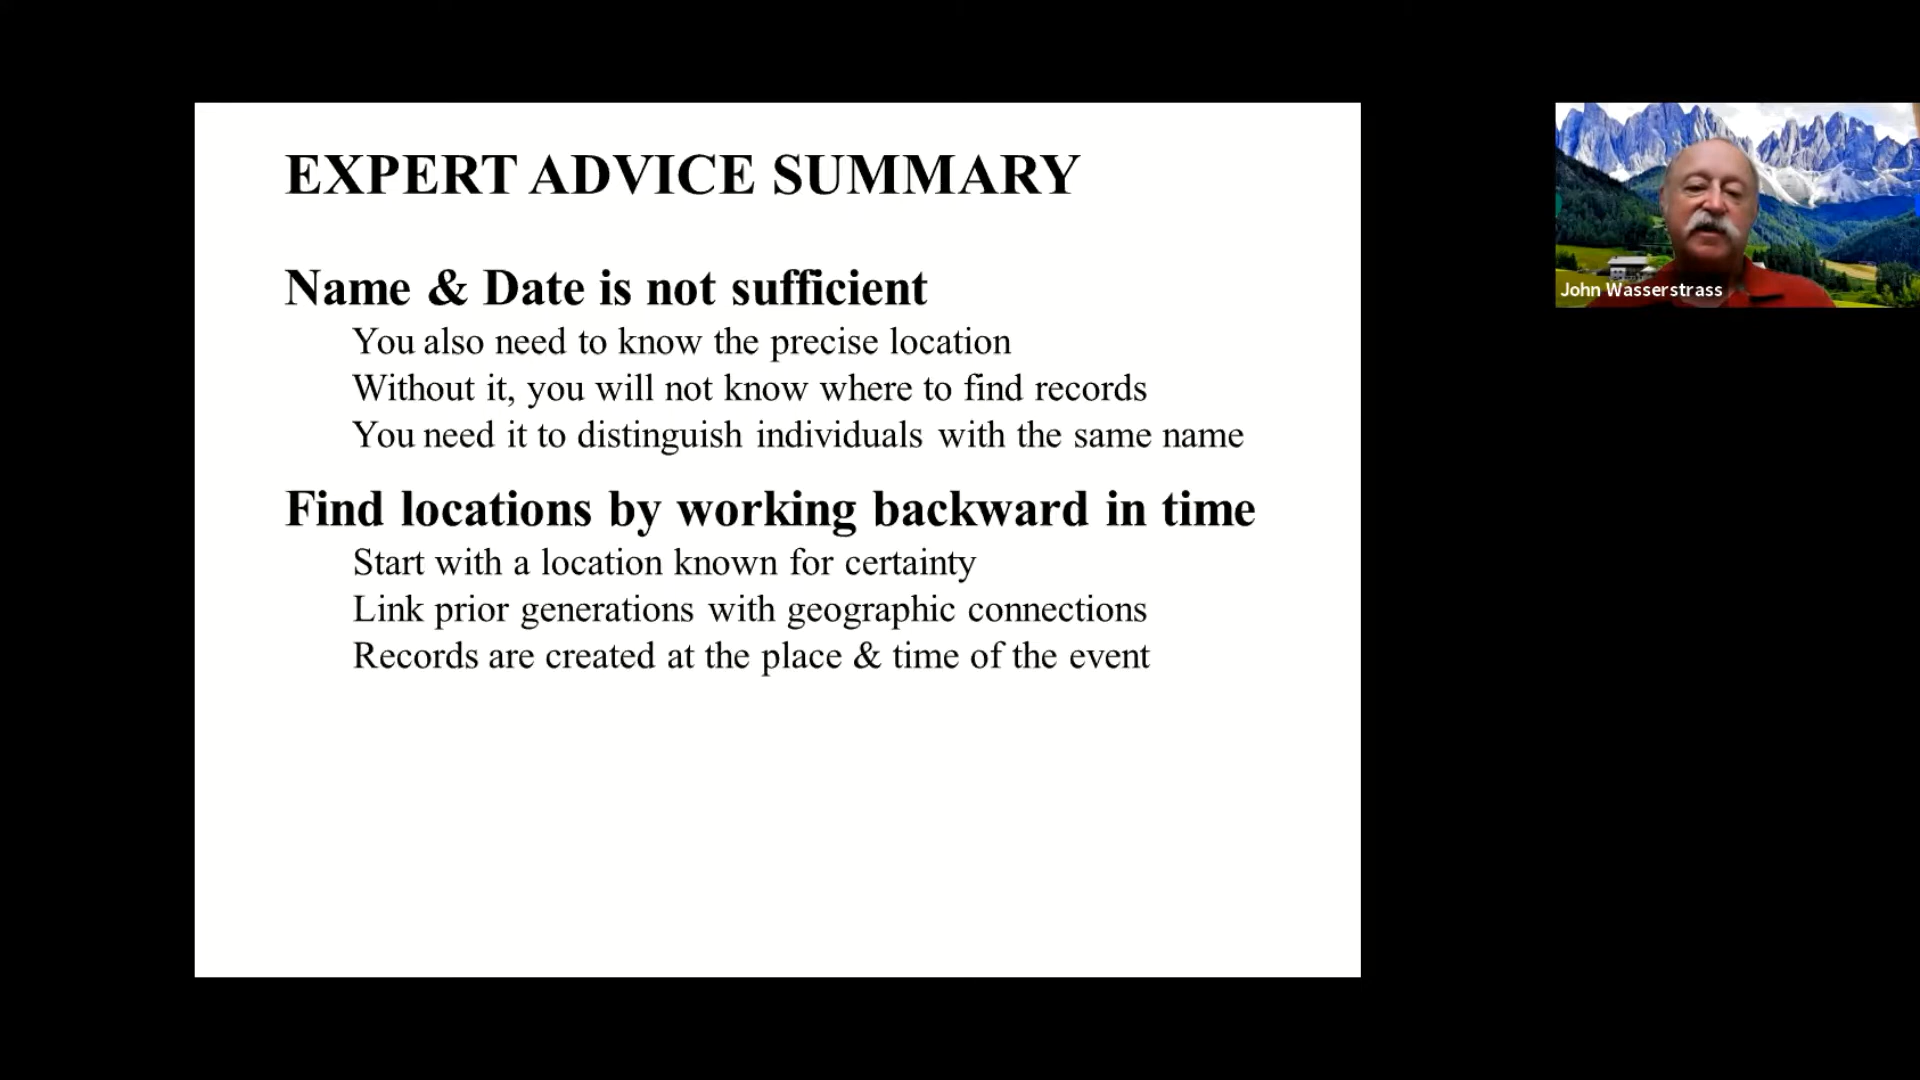 EXPERT ADVICE SUMMARY
Name & Date is not sufficient
You also need to know the precise location
Without it, you will not know where to find records
You need it to distinguish individuals with the same name
Find locations by working backward in time
Start with a location known for certainty
Link prior generations with geographic connections
Records are created at the place & time of the event
John Wasserstrass